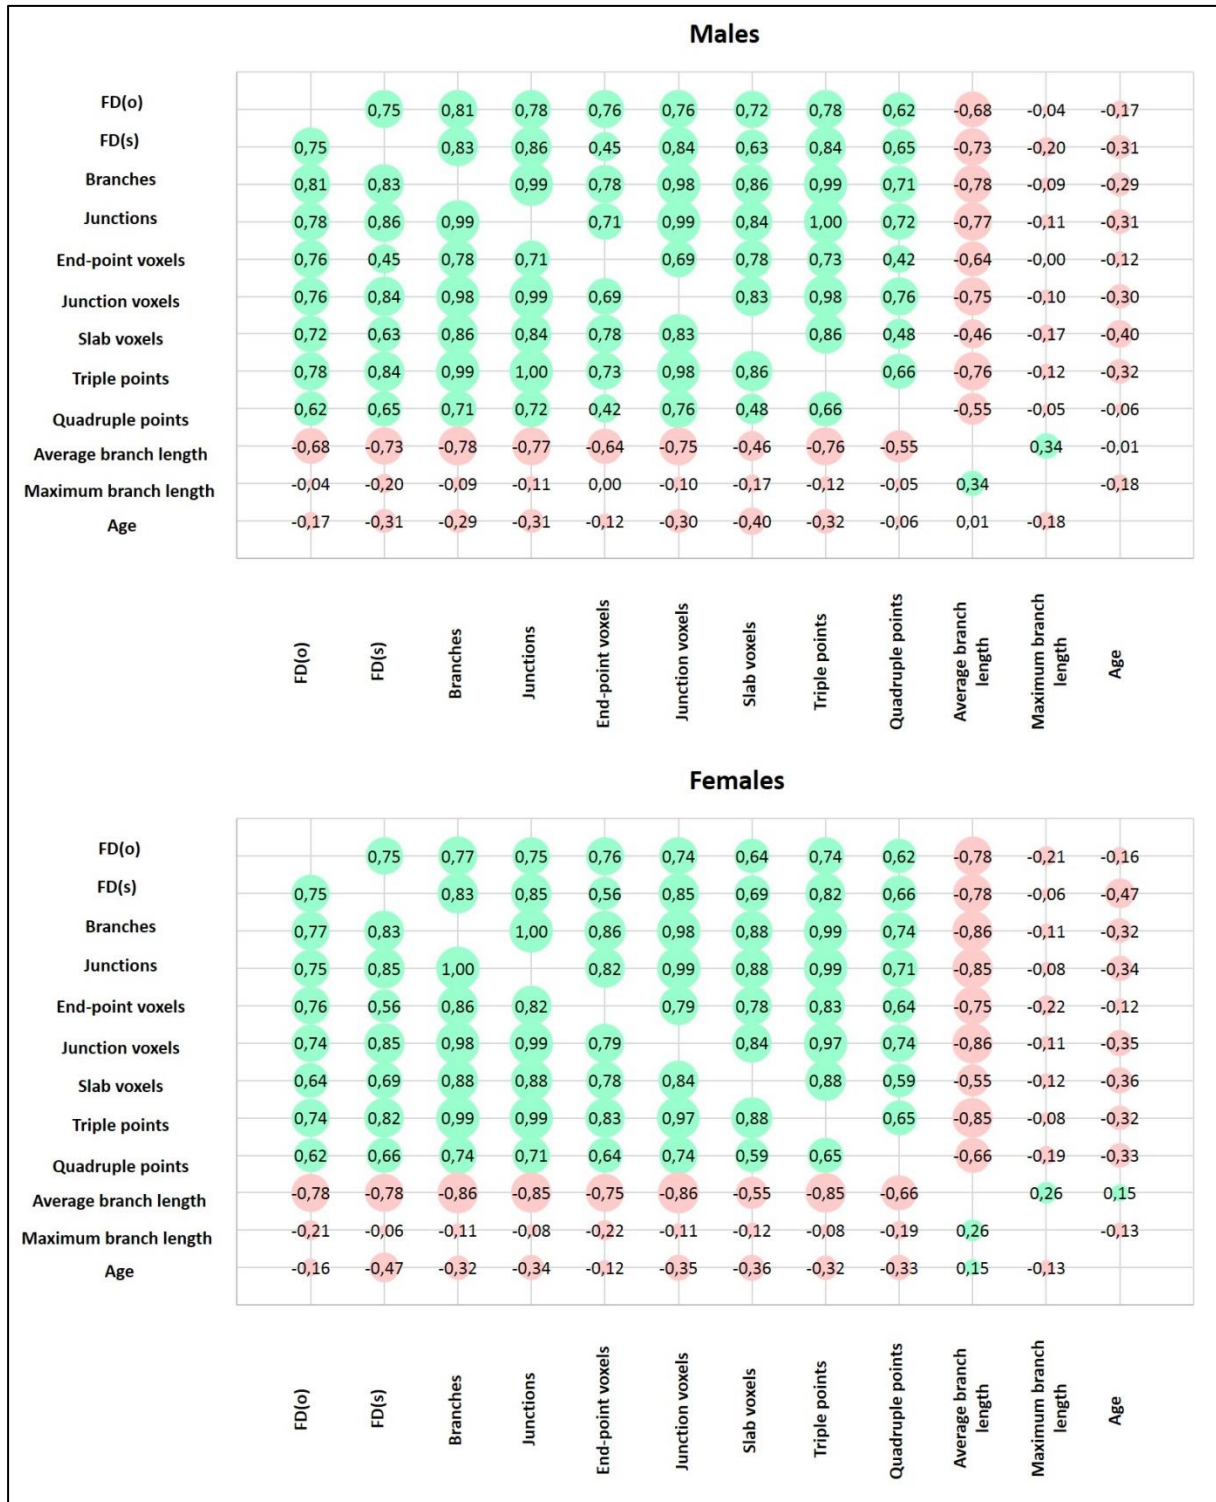 Males
FD(o) 0,75 0,81 0,78 0,76 0,76 0,72 0,78 0,62 -0,68 -0,04 -0,17
FD(s) 0,75 0,83 0,86 0,45 0,84 0,63 0,84 0,65 -0,73 -0,20 -0,31
Branches 0,81 0,83 0,99 0,78 0,98 0,86 0,99 0,71 -0,78 -0,09 -0,29
Junctions 0,78 0,86 0,99 0,71 0,99 0,84 1,00 0,72 -0,77 -0,11 -0,31
End-point voxels 0,76 0,45 0,78 0,71 0,69 0,78 0,73 0,42 -0,64 -0,00 -0,12
Junction voxels 0,76 0,84 0,98 0,99 0,69 0,83 0,98 0,76 -0,75 -0,10 -0,30
Slab voxels 0,72 0,63 0,86 0,84 0,78 0,83 0,86 0,48 -0,46 -0,17 -0,40
Triple points 0,78 0,84 0,99 1,00 0,73 0,98 0,86 0,66 -0,76 -0,12 -0,32
Quadruple points 0,62 0,65 0,71 0,72 0,42 0,76 0,48 0,66 -0,55 -0,05 -0,06
Average branch length -0,68 -0,73 -0,78 -0,77 -0,64 -0,75 -0,46 -0,76 -0,55 0,34 -0,01
Maximum branch length -0,04 -0,20 -0,09 -0,11 0,00 -0,10 -0,17 -0,12 -0,05 0,34 -0,18
Age -0,17 -0,31 -0,29 -0,31 -0,12 -0,30 -0,40 -0,32 -0,06 0,01 -0,18
FD(o)
FD(s)
Branches
Junctions
End-point voxels
Junction voxels
Slab voxels
Triple points
Quadruple points
Average branch
length
Maximum branch
length
Age
Females
FD(o) 0,75 0,77 0,75 0,76 0,74 0,64 0,74 0,62 -0,78 -0,21 -0,16
FD(s) 0,75 0,83 0,85 0,56 0,85 0,69 0,82 0,66 -0,78 -0,06 -0,47
Branches 0,77 0,83 1,00 0,86 0,98 0,88 0,99 0,74 -0,86 -0,11 -0,32
Junctions 0,75 0,85 1,00 0,82 0,99 0,88 0,99 0,71 -0,85 -0,08 -0,34
End-point voxels 0,76 0,56 0,86 0,82 0,79 0,78 0,83 0,64 -0,75 -0,22 -0,12
Junction voxels 0,74 0,85 0,98 0,99 0,79 0,84 0,97 0,74 -0,86 -0,11 -0,35
Slab voxels 0,64 0,69 0,88 0,88 0,78 0,84 0,88 0,59 -0,55 -0,12 -0,36
Triple points 0,74 0,82 0,99 0,99 0,83 0,97 0,88 0,65 -0,85 -0,08 -0,32
Quadruple points 0,62 0,66 0,74 0,71 0,64 0,74 0,59 0,65 -0,66 -0,19 -0,33
Average branch length -0,78 -0,78 -0,86 -0,85 -0,75 -0,86 -0,55 -0,85 -0,66 0,26 0,15
Maximum branch length -0,21 -0,06 -0,11 -0,08 -0,22 -0,11 -0,12 -0,08 -0,19 0,26 -0,13
Age -0,16 -0,47 -0,32 -0,34 -0,12 -0,35 -0,36 -0,32 -0,33 0,15 -0,13
FD(o)
FD(s)
Branches
Junctions
End-point voxels
Junction voxels
Slab voxels
Triple points
Quadruple points
Average branch
length
Maximum branch
length
Age